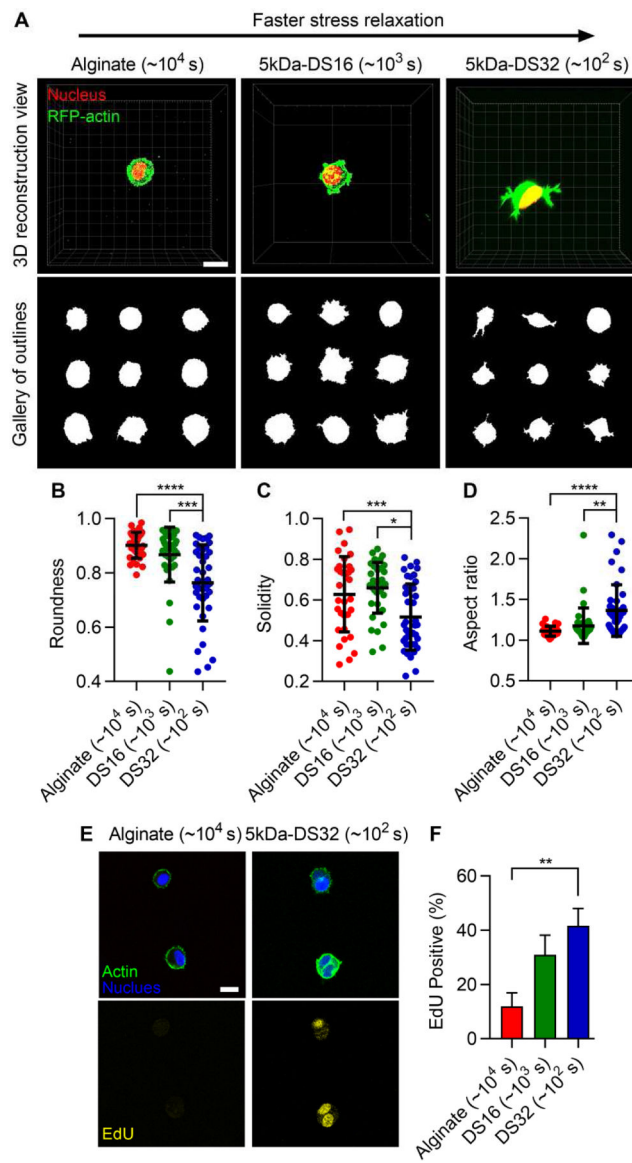 A
Faster stress relaxation
Alginate (~10⁴ s)
5kDa-DS16 (~10³ s)
5kDa-DS32 (~10² s)
3D reconstruction view
Nucleus
RFP-actin
Gallery of outlines
B
****
***
Roundness
1.0
0.8
0.6
0.4
Alginate (~10⁴ s)
DS16 (~10³ s)
DS32 (~10² s)
C
***
*
Solidity
1.0
0.8
0.6
0.4
0.2
Alginate (~10⁴ s)
DS16 (~10³ s)
DS32 (~10² s)
D
****
**
Aspect ratio
2.5
2.0
1.5
1.0
0.5
Alginate (~10⁴ s)
DS16 (~10³ s)
DS32 (~10² s)
E
Alginate (~10⁴ s)
5kDa-DS32 (~10² s)
Actin
Nuclues
EdU
F
**
EdU Positive (%)
60
40
20
0
Alginate (~10⁴ s)
DS16 (~10³ s)
DS32 (~10² s)